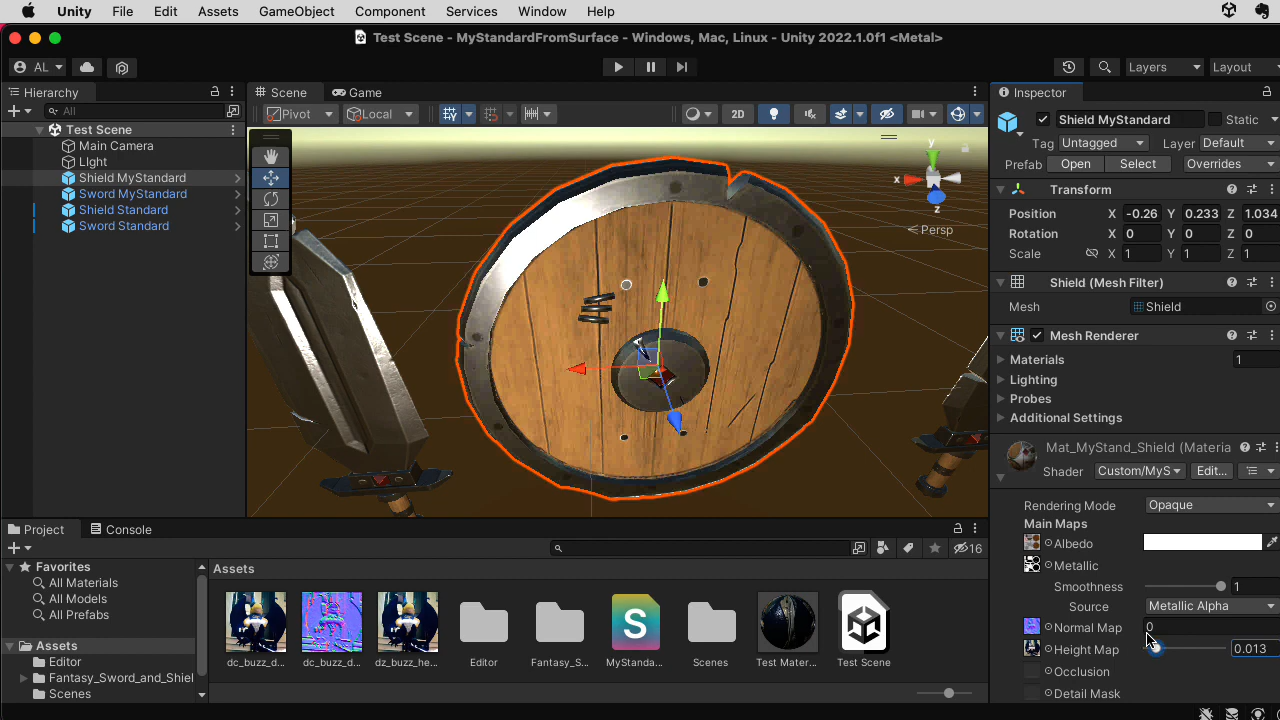 Unity File Edit Assets GameObject Component Services Window Help
Test Scene - MyStandardFromSurface - Windows, Mac, Linux - Unity 2022.1.0f1 <Metal>
AL Layers Layout
Hierarchy
All
Test Scene
Main Camera
LIght
Shield MyStandard
Sword MyStandard
Shield Standard
Sword Standard
Scene Game
Pivot Local 2D
y
x
z
Persp
Inspector
Shield MyStandard Static
Tag Untagged Layer Default
Prefab Open Select Overrides
Transform
Position X -0.26 Y 0.233 Z 1.034
Rotation X 0 Y 0 Z 0
Scale X 1 Y 1 Z 1
Shield (Mesh Filter)
Mesh Shield
Mesh Renderer
Materials 1
Lighting
Probes
Additional Settings
Mat_MyStand_Shield (Materia
Shader Custom/MyS Edit...
Rendering Mode Opaque
Main Maps
Albedo
Metallic
Smoothness 1
Source Metallic Alpha
Normal Map 0
Height Map 0.013
Occlusion
Detail Mask
Project Console
16
Favorites
All Materials
All Models
All Prefabs
Assets
Editor
Fantasy_Sword_and_Shiel
Scenes
Assets
dc_buzz_d... dc_buzz_d... dz_buzz_he... Editor Fantasy_S... MyStanda... Scenes Test Mater... Test Scene
S